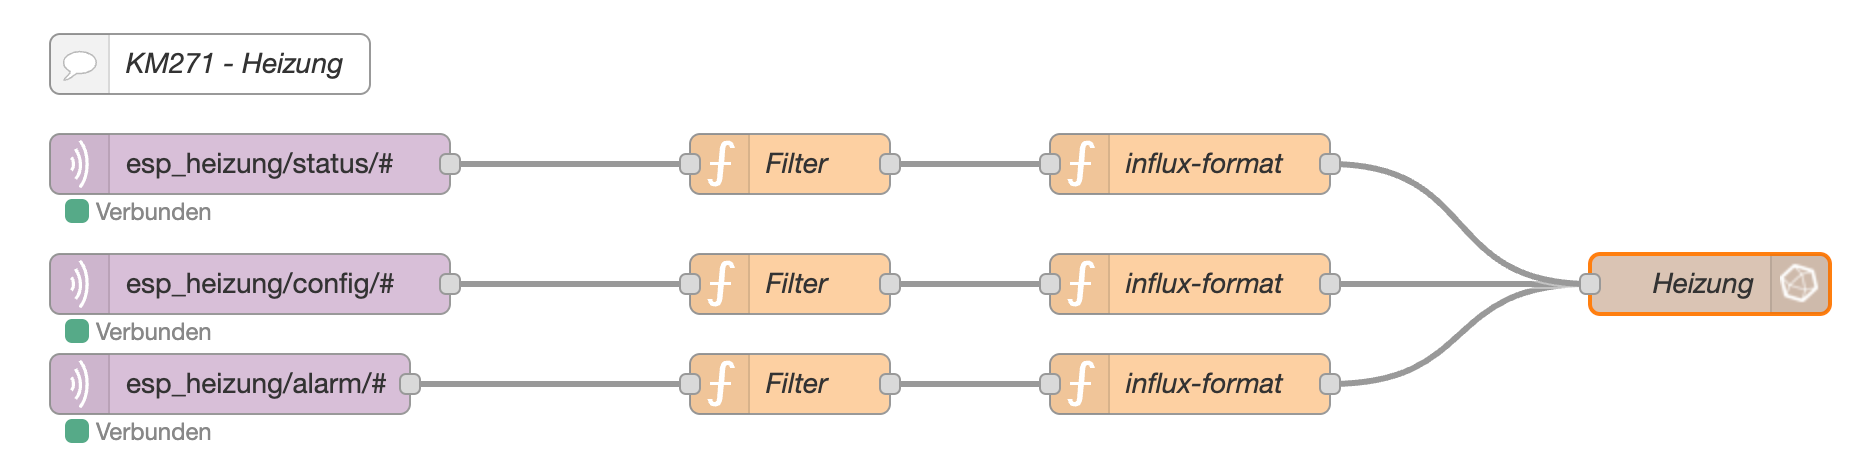 KM271 - Heizung
esp_heizung/status/#
Filter
influx-format
Verbunden
esp_heizung/config/#
Filter
influx-format
Heizung
Verbunden
esp_heizung/alarm/#
Filter
influx-format
Verbunden